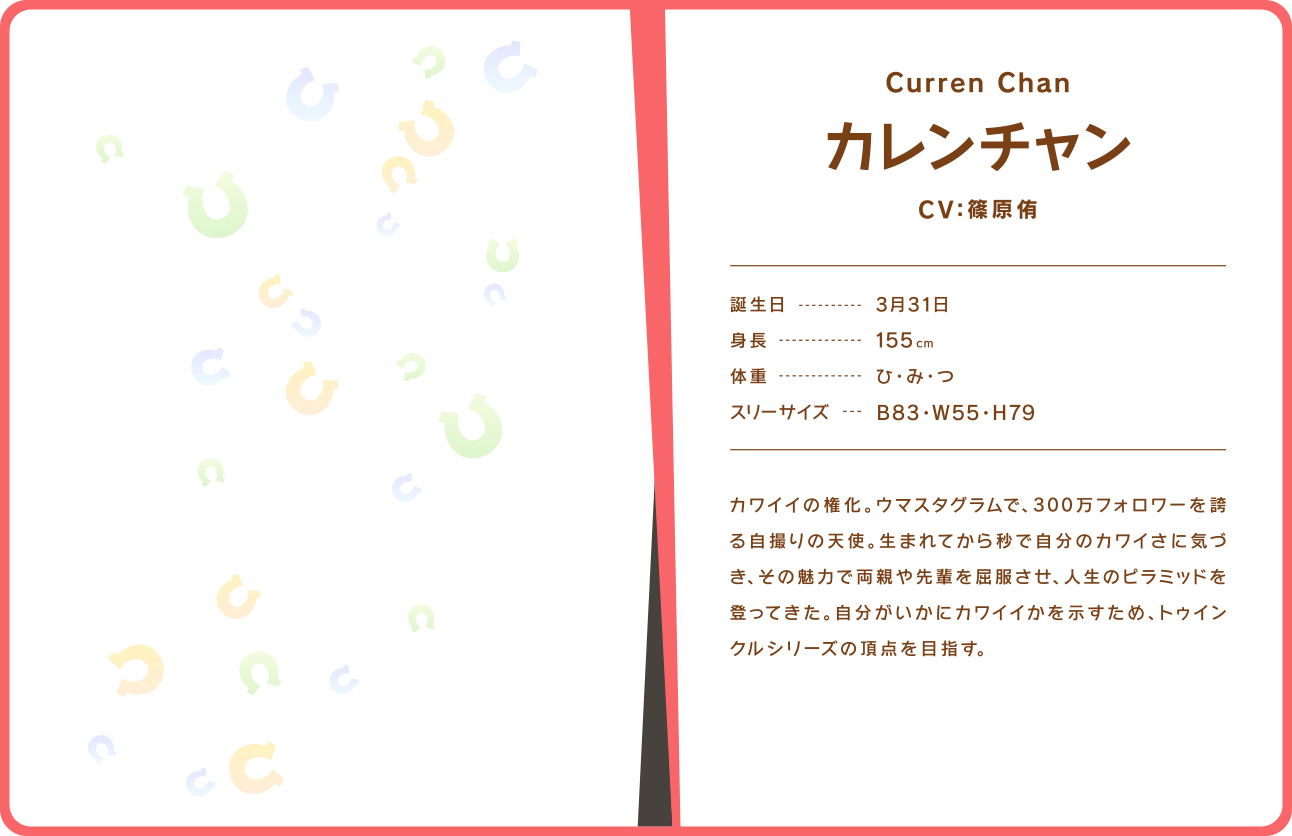 Curren Chan
カレンチャン
CV:篠原侑
誕生日 ---------- 3月31日
身長 ------------- 155cm
体重 ------------- ひ・み・つ
スリーサイズ --- B83・W55・H79
カワイイの権化。ウマスタグラムで、300万フォロワーを誇
る自撮りの天使。生まれてから秒で自分のカワイさに気づ
き、その魅力で両親や先輩を屈服させ、人生のピラミッドを
登ってきた。自分がいかにカワイイかを示すため、トゥイン
クルシリーズの頂点を目指す。